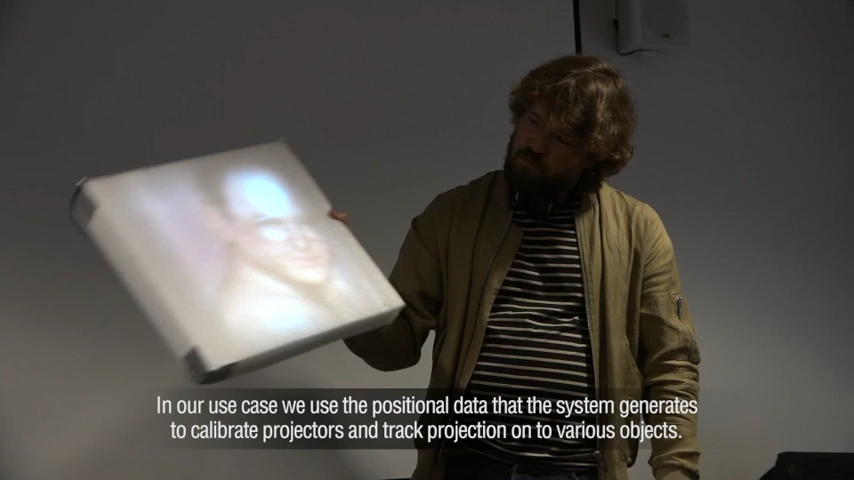 In our use case we use the positional data that the system generates
to calibrate projectors and track projection on to various objects.